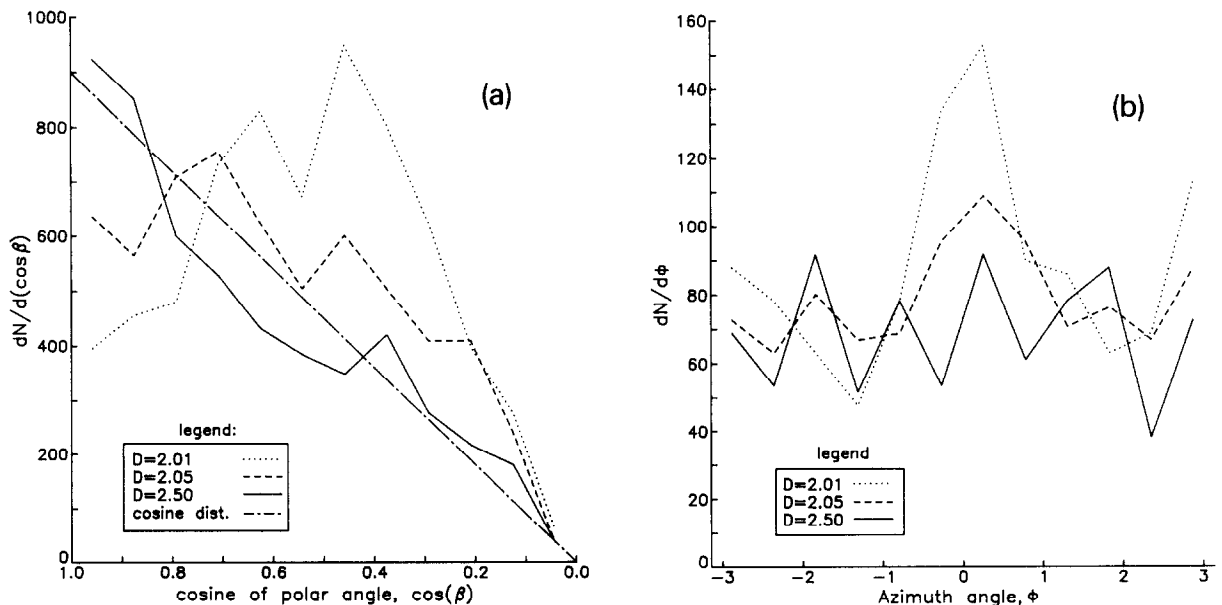 1000
800
600
400
200
0
dN/d(cosβ)
(a)
legend:
D=2.01
D=2.05
D=2.50
cosine dist.
1.0 0.8 0.6 0.4 0.2 0.0
cosine of polar angle, cos(β)
160
140
120
100
80
60
40
20
0
dN/dϕ
(b)
legend
D=2.01
D=2.05
D=2.50
−3 −2 −1 0 1 2 3
Azimuth angle, ϕ